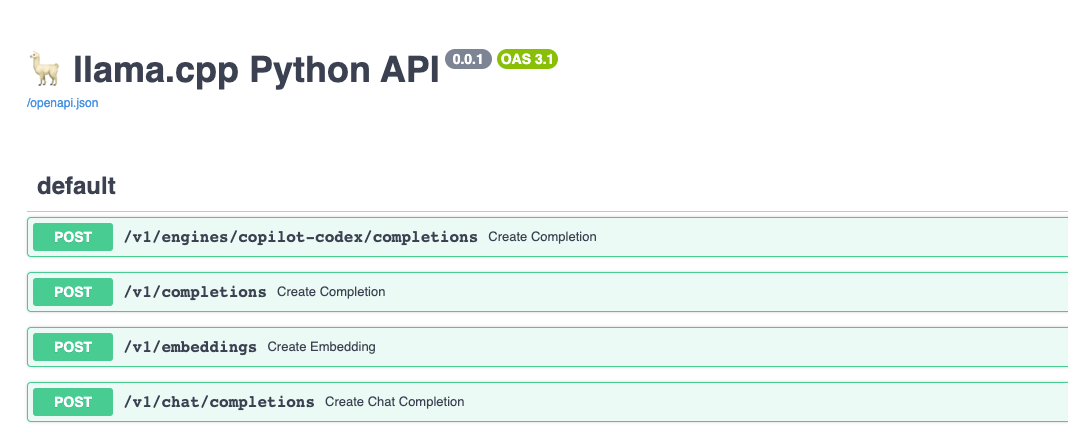 🦙 llama.cpp Python API 0.0.1 OAS 3.1
/openapi.json
default
POST /v1/engines/copilot-codex/completions Create Completion
POST /v1/completions Create Completion
POST /v1/embeddings Create Embedding
POST /v1/chat/completions Create Chat Completion